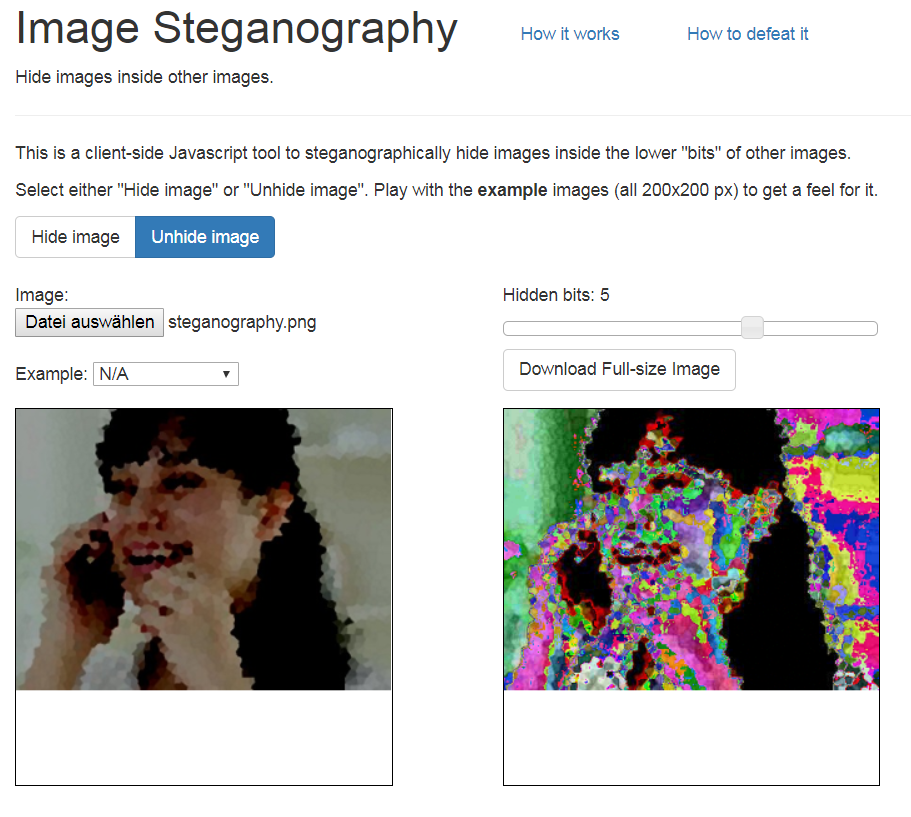 Image Steganography
How it works
How to defeat it
Hide images inside other images.
This is a client-side Javascript tool to steganographically hide images inside the lower "bits" of other images.
Select either "Hide image" or "Unhide image". Play with the example images (all 200x200 px) to get a feel for it.
Hide image
Unhide image
Image:
Datei auswählen steganography.png
Example: N/A
Hidden bits: 5
Download Full-size Image